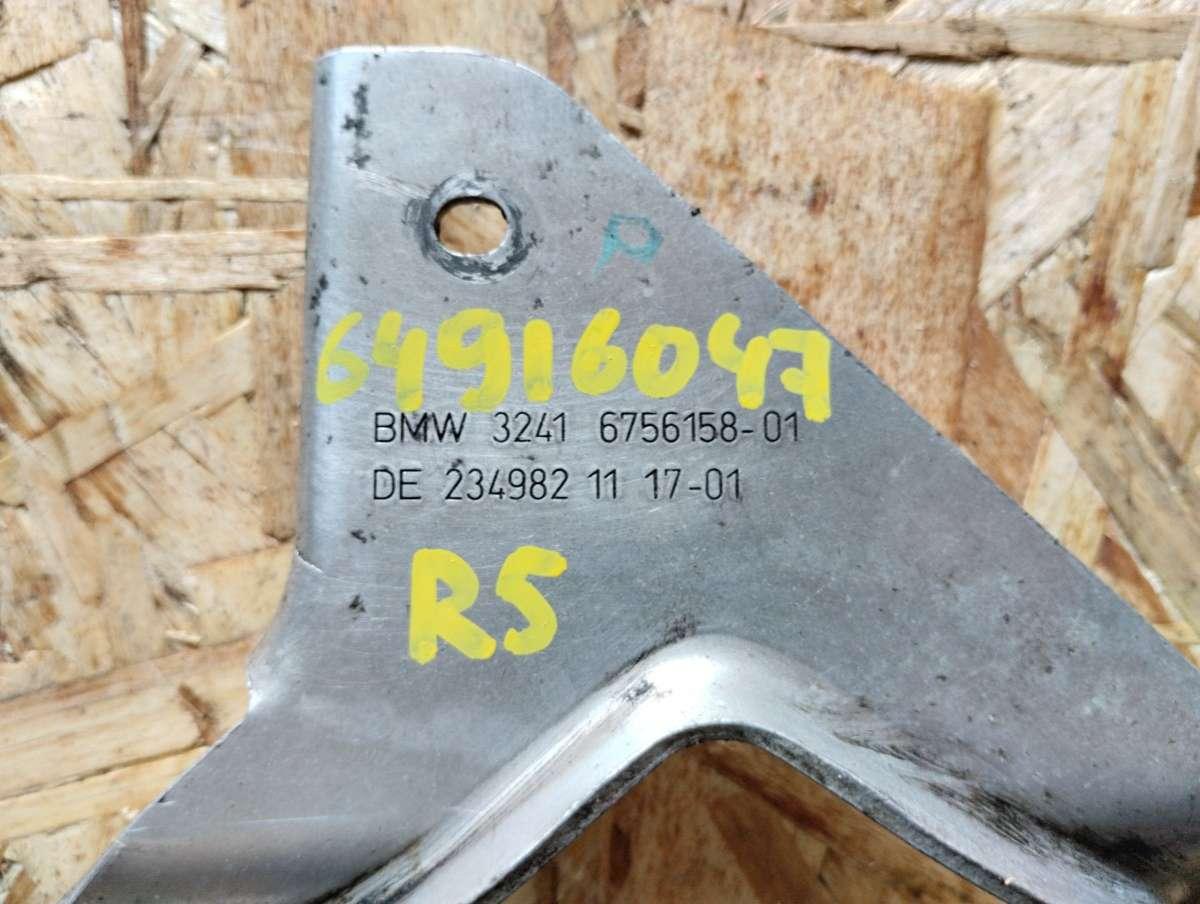 P
64916047
BMW 3241 6756158-01
DE 234982 11 17-01
R5